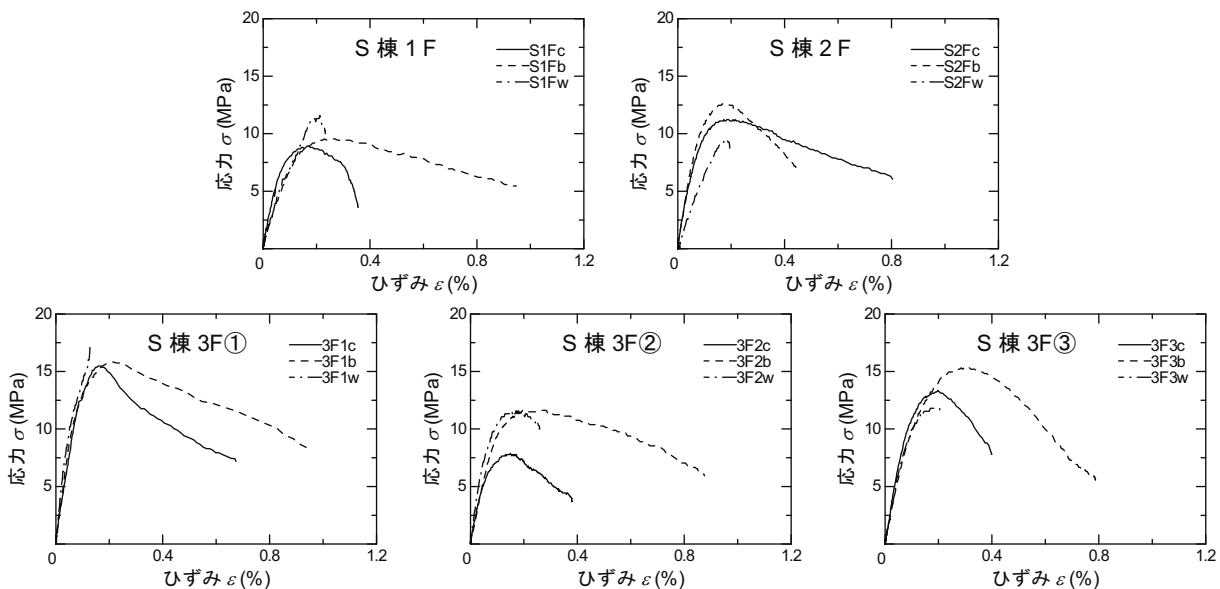 S 棟 1 F
S1Fc
S1Fb
S1Fw
応力 σ (MPa)
20
15
10
5
0
0.4
0.8
1.2
ひずみ ε (%)
S 棟 2 F
S2Fc
S2Fb
S2Fw
応力 σ (MPa)
20
15
10
5
0
0.4
0.8
1.2
ひずみ ε (%)
S 棟 3F①
3F1c
3F1b
3F1w
応力 σ (MPa)
20
15
10
5
0
0.4
0.8
1.2
ひずみ ε (%)
S 棟 3F②
3F2c
3F2b
3F2w
応力 σ (MPa)
20
15
10
5
0
0.4
0.8
1.2
ひずみ ε (%)
S 棟 3F③
3F3c
3F3b
3F3w
応力 σ (MPa)
20
15
10
5
0
0.4
0.8
1.2
ひずみ ε (%)